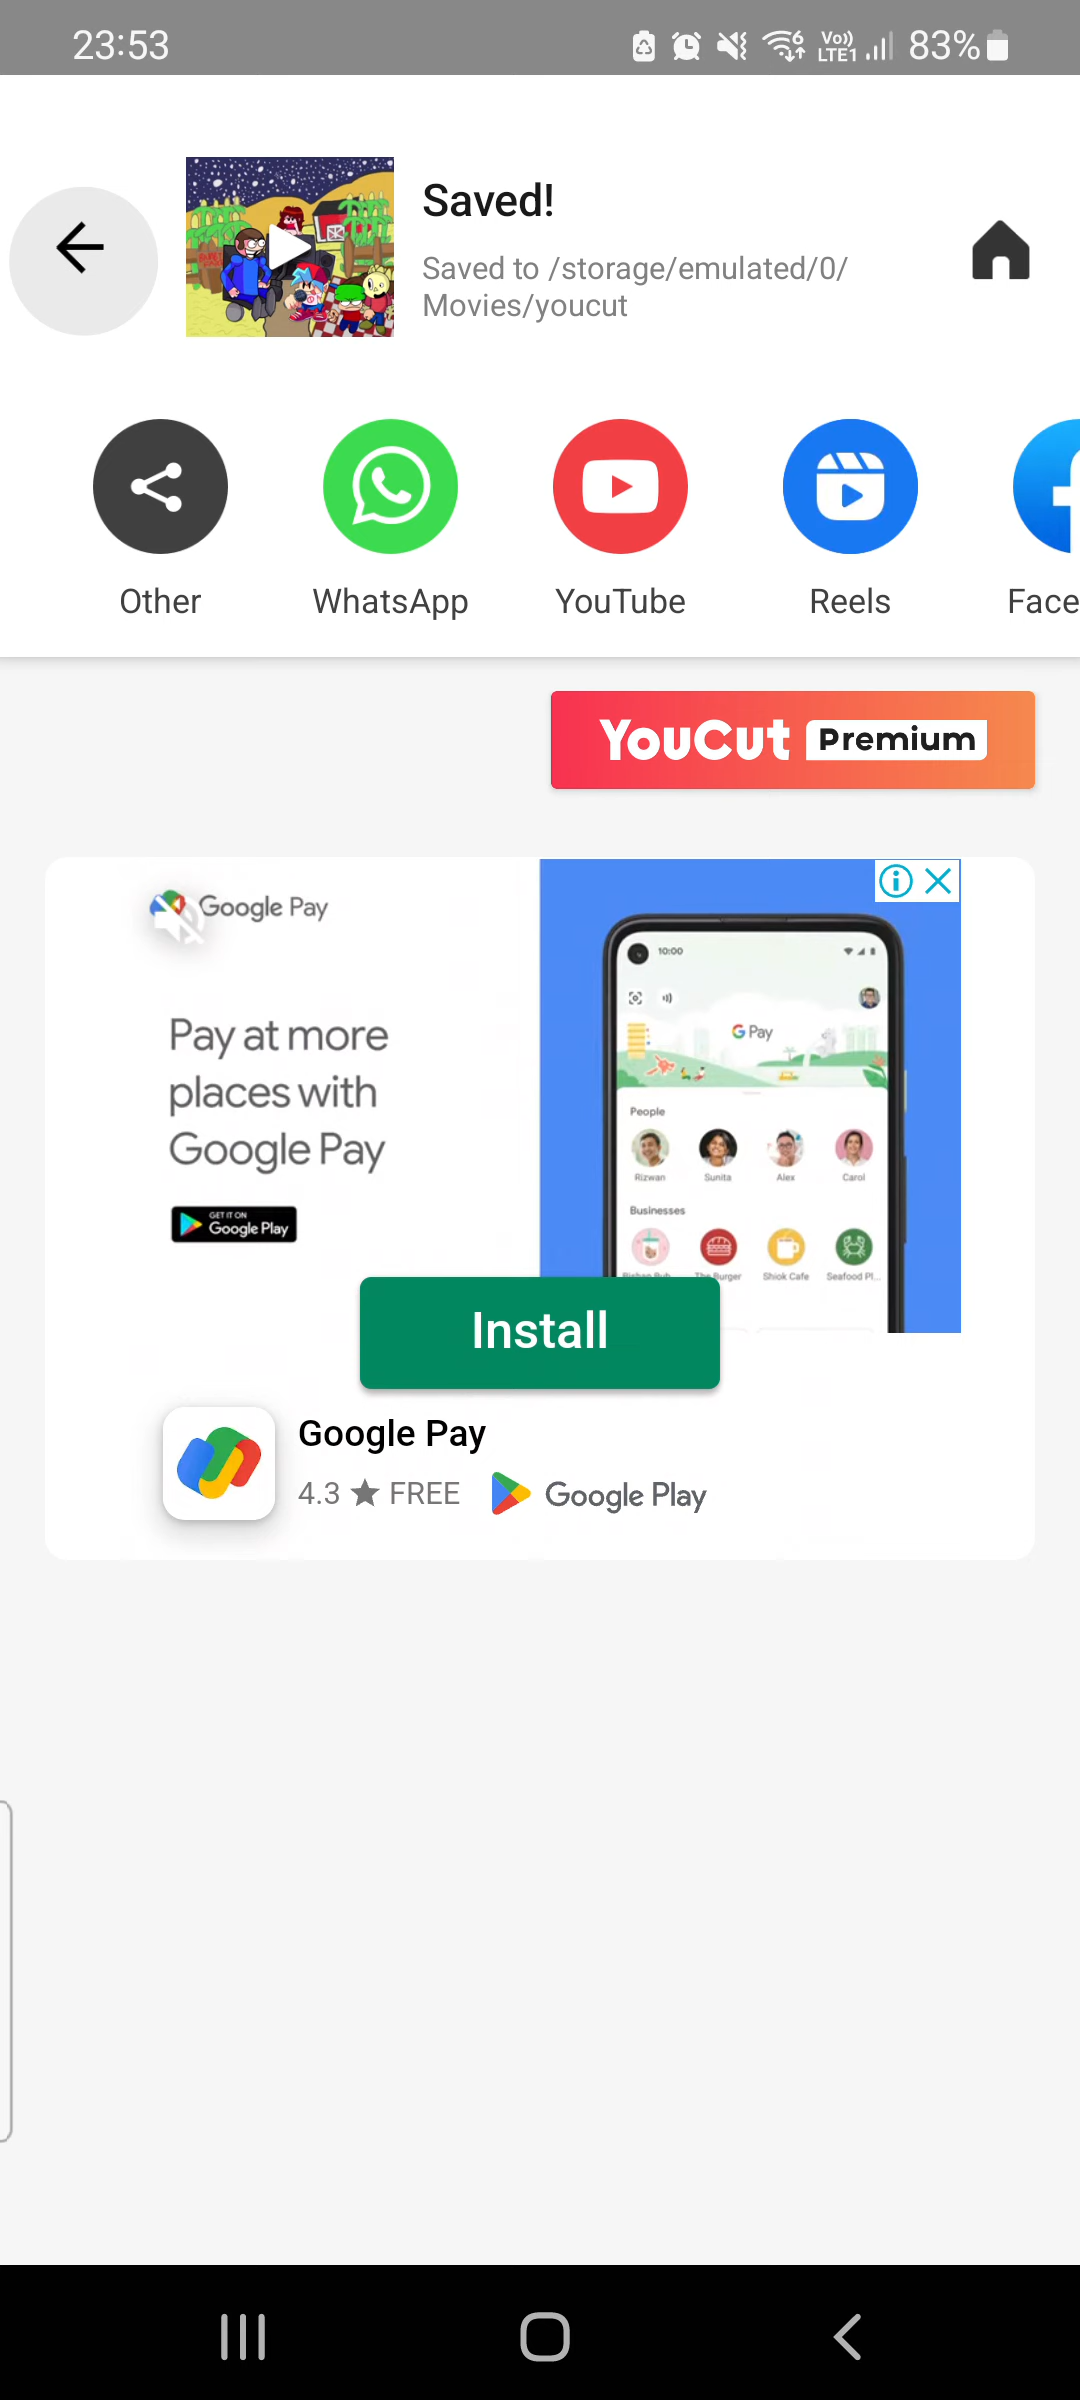 23:53
Vo)) LTE1 83%
Saved!
Saved to /storage/emulated/0/
Movies/youcut
Other
WhatsApp
YouTube
Reels
Face
YouCut Premium
Google Pay
Pay at more
places with
Google Pay
GET IT ON
Google Play
10:00
G Pay
People
Rizwan
Sunita
Alex
Carol
Businesses
The Burger
Shiok Cafe
Seafood Pl...
Install
Google Pay
4.3 ★ FREE
Google Play